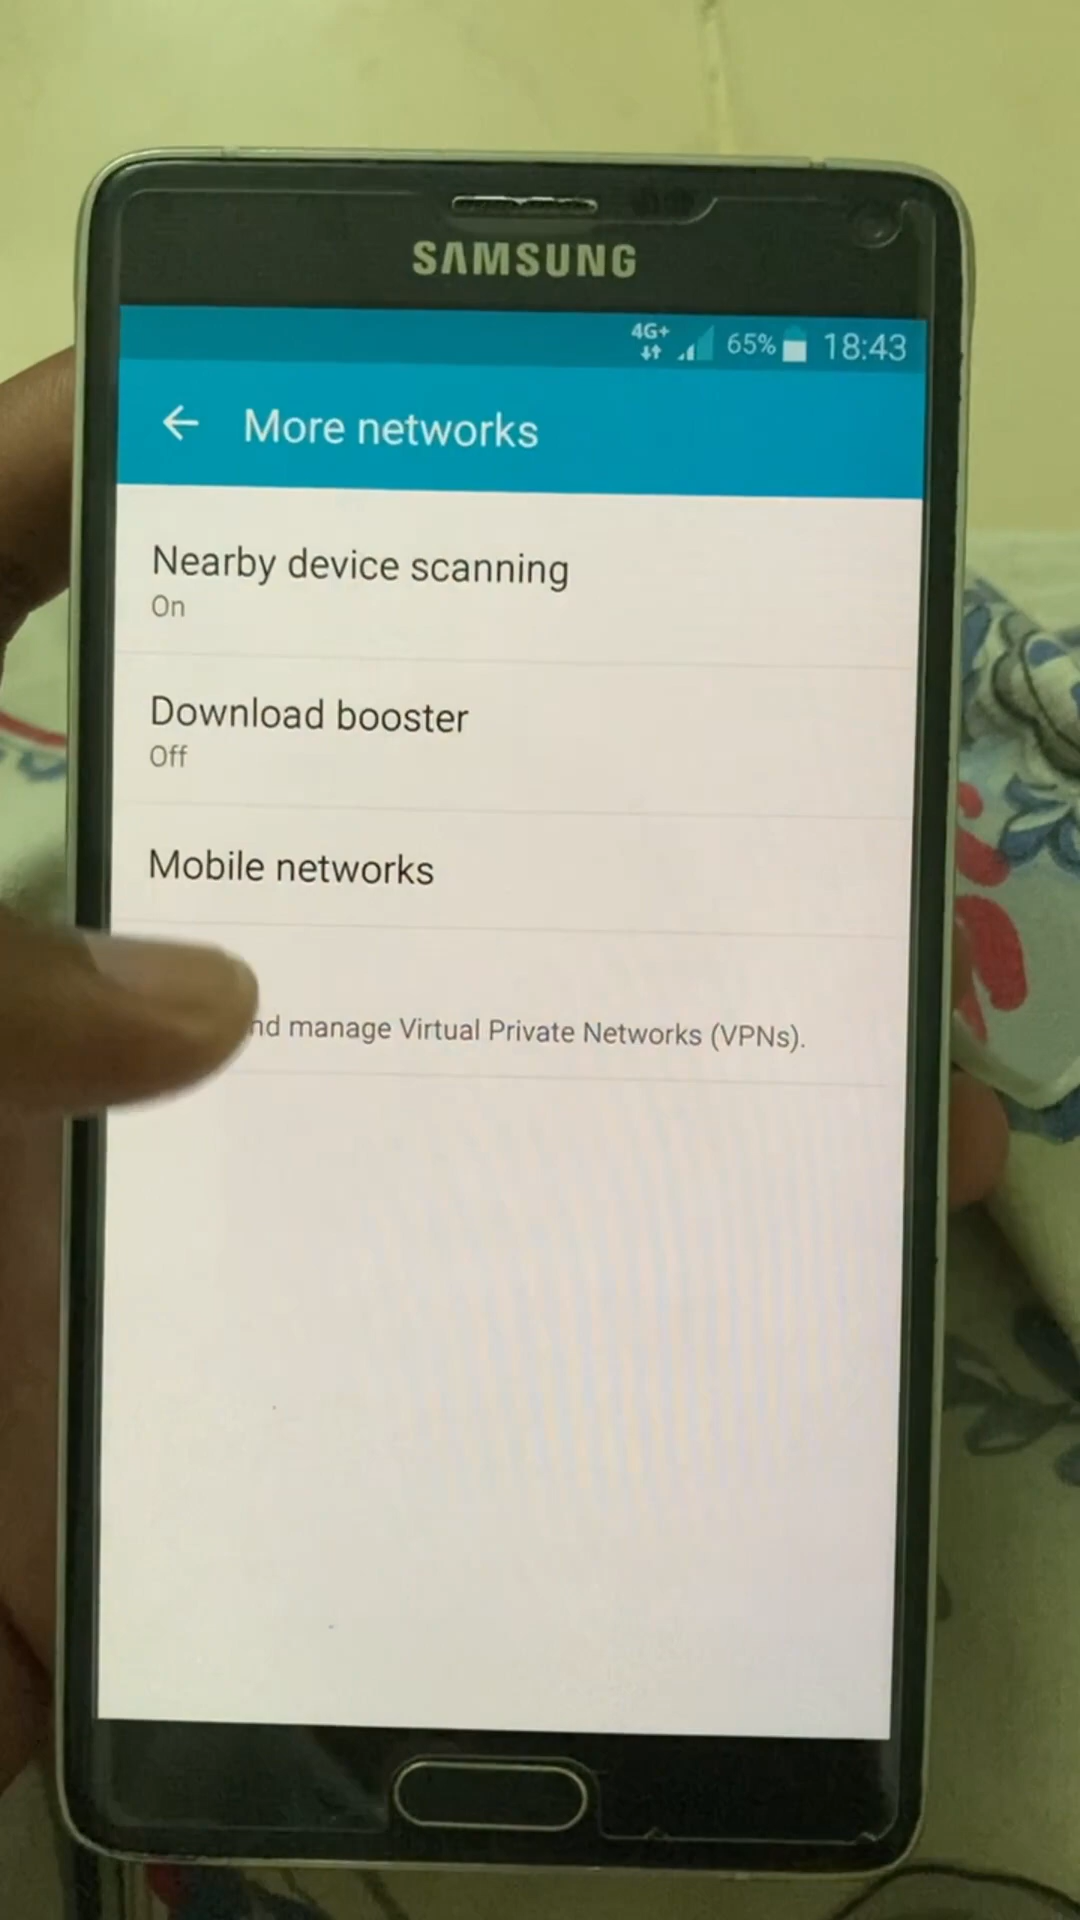 SAMSUNG
4G+ 65% 18:43
More networks
Nearby device scanning
On
Download booster
Off
Mobile networks
manage Virtual Private Networks (VPNs).